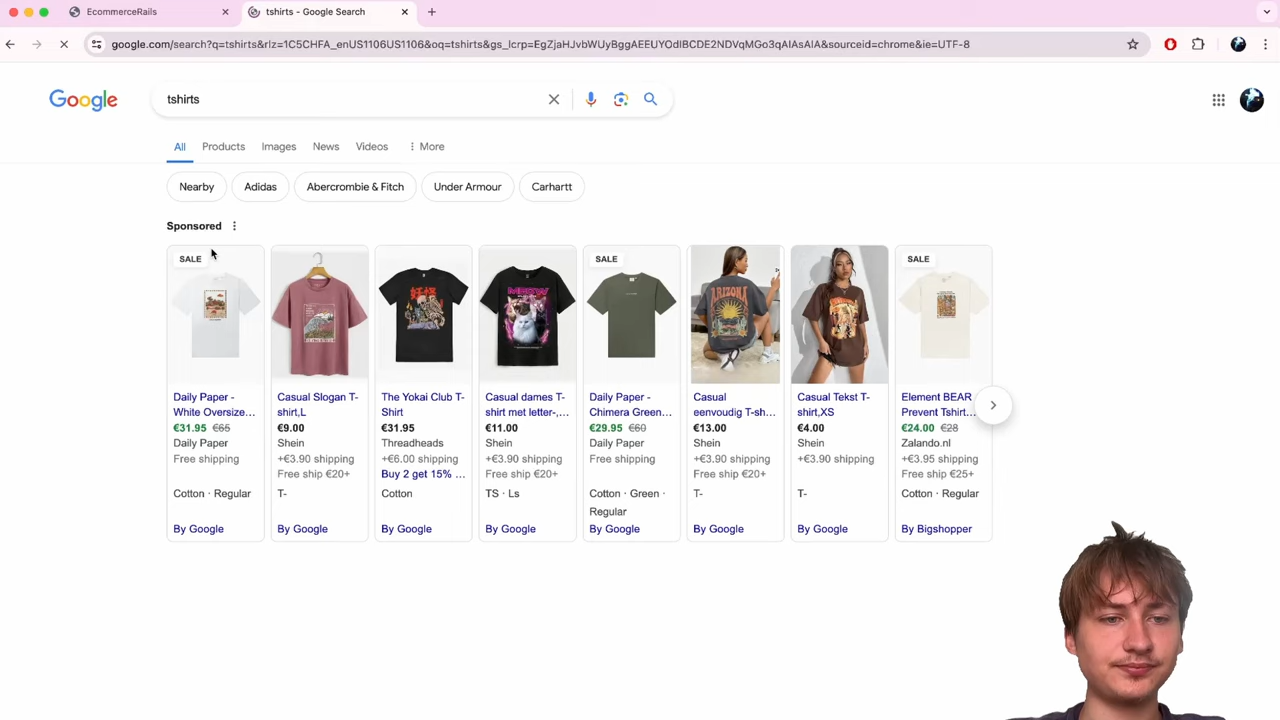 EcommerceRails
tshirts - Google Search
google.com/search?q=tshirts&rlz=1C5CHFA_enUS1106US1106&oq=tshirts&gs_lcrp=EgZjaHJvbWUyBggAEEUYOdIBCDE2NDVqMGo3qAIAsAIA&sourceid=chrome&ie=UTF-8
Google
tshirts
All Products Images News Videos More
Nearby Adidas Abercrombie & Fitch Under Armour Carhartt
Sponsored
SALE
Daily Paper -
White Oversize...
€31.95 €65
Daily Paper
Free shipping
Cotton · Regular
By Google
Casual Slogan T-
shirt,L
€9.00
Shein
+€3.90 shipping
Free ship €20+
T-
By Google
The Yokai Club T-
Shirt
€31.95
Threadheads
+€6.00 shipping
Buy 2 get 15% ...
Cotton
By Google
Casual dames T-
shirt met letter-,...
€11.00
Shein
+€3.90 shipping
Free ship €20+
TS · Ls
By Google
SALE
Daily Paper -
Chimera Green...
€29.95 €60
Daily Paper
Free shipping
Cotton · Green ·
Regular
By Google
ARIZONA
Casual
eenvoudig T-sh...
€13.00
Shein
+€3.90 shipping
Free ship €20+
T-
By Google
Casual Tekst T-
shirt,XS
€4.00
Shein
+€3.90 shipping
T-
By Google
SALE
Element BEAR
Prevent Tshirt...
€24.00 €28
Zalando.nl
+€3.95 shipping
Free ship €25+
Cotton · Regular
By Bigshopper